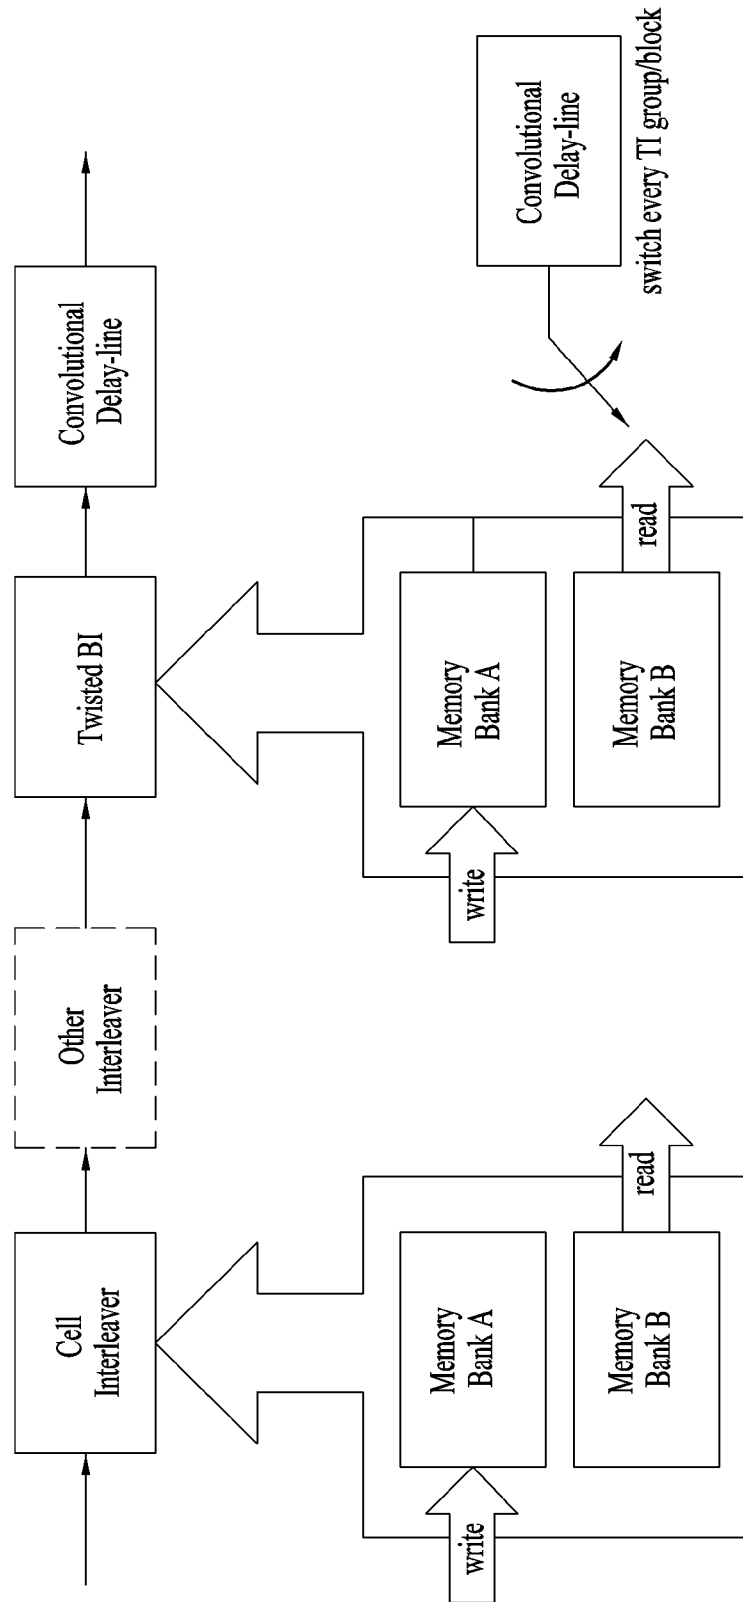 Cell
Interleaver
Other
Interleaver
Twisted BI
Convolutional
Delay-line
write
Memory
Bank A
Memory
Bank B
read
write
Memory
Bank A
Memory
Bank B
read
Convolutional
Delay-line
switch every TI group/block